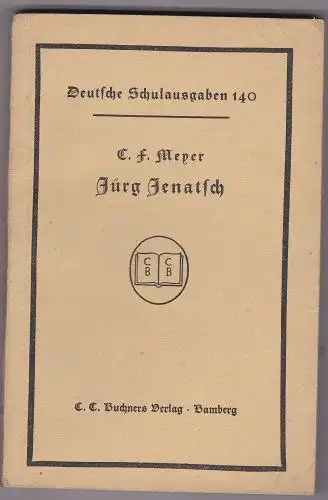 Deutſche Schulausgaben 140
C. F. Meyer
Jürg Jenatſch
C C
B B
C. C. Buchners Verlag · Bamberg